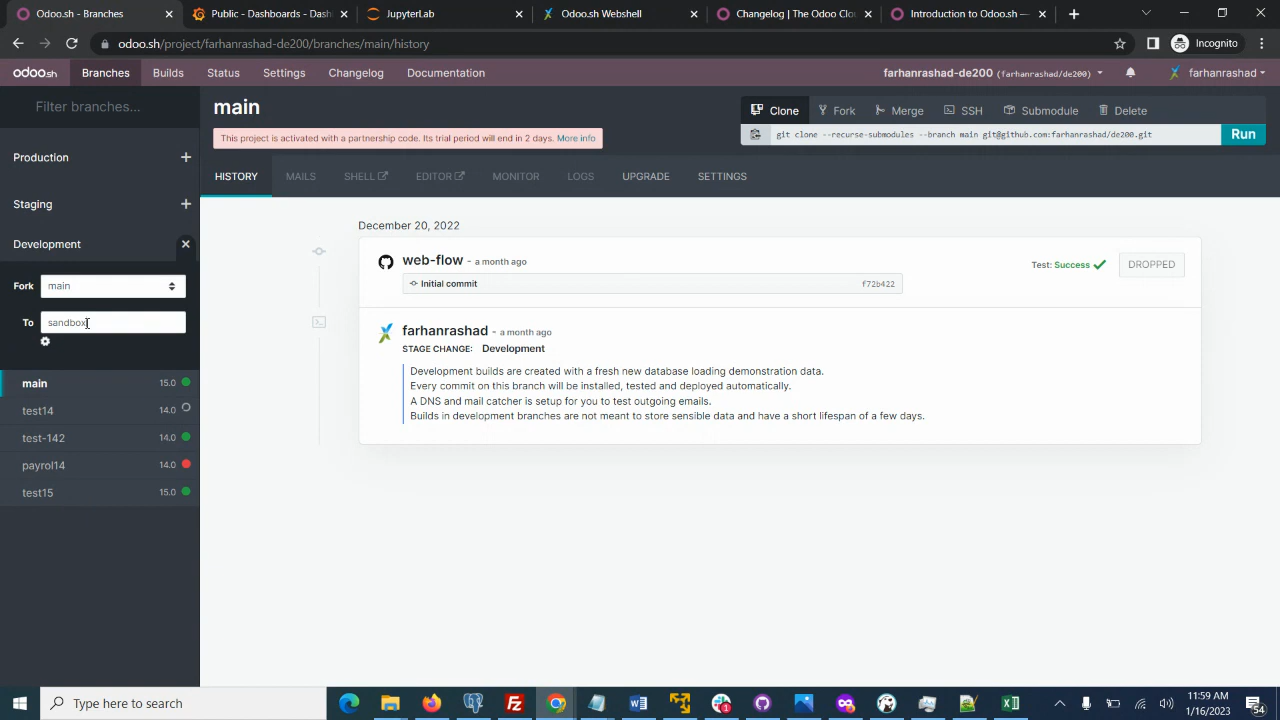 Odoo.sh - Branches
Public - Dashboards - Dash
JupyterLab
Odoo.sh Webshell
Changelog | The Odoo Clou
Introduction to Odoo.sh —
odoo.sh/project/farhanrashad-de200/branches/main/history
Incognito
odoo.sh
Branches
Builds
Status
Settings
Changelog
Documentation
farhanrashad-de200 (farhanrashad/de200)
farhanrashad
Filter branches...
Production
Staging
Development
Fork main
To sandbox
main 15.0
test14 14.0
test-142 14.0
payrol14 14.0
test15 15.0
main
This project is activated with a partnership code. Its trial period will end in 2 days. More info
Clone
Fork
Merge
SSH
Submodule
Delete
git clone --recurse-submodules --branch main git@github.com:farhanrashad/de200.git
Run
HISTORY
MAILS
SHELL
EDITOR
MONITOR
LOGS
UPGRADE
SETTINGS
December 20, 2022
web-flow - a month ago
Initial commit f72b422
Test: Success
DROPPED
farhanrashad - a month ago
STAGE CHANGE: Development
Development builds are created with a fresh new database loading demonstration data.
Every commit on this branch will be installed, tested and deployed automatically.
A DNS and mail catcher is setup for you to test outgoing emails.
Builds in development branches are not meant to store sensible data and have a short lifespan of a few days.
Type here to search
11:59 AM
1/16/2023